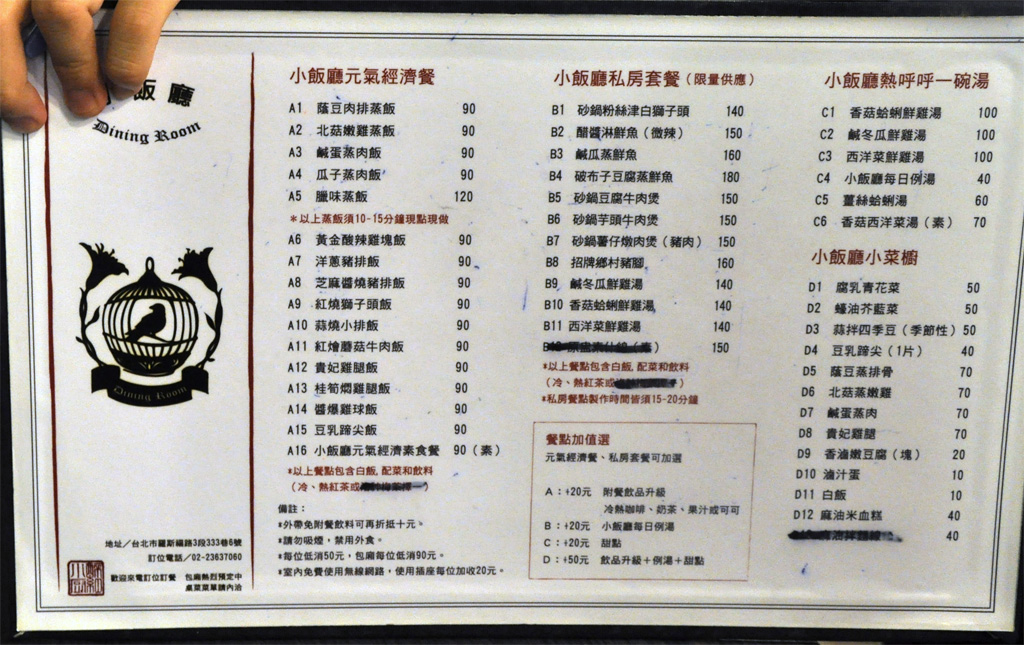 飯廳
Dining Room
Dining Room
地址／台北市羅斯福路3段333巷6號
訂位電話／02-23637060
歡迎來電訂位訂餐 包廂熱烈預定中
桌菜菜單請內洽
小飯廳元氣經濟餐
A1 蔭豆肉排蒸飯 90
A2 北菇嫩雞蒸飯 90
A3 鹹蛋蒸肉飯 90
A4 瓜子蒸肉飯 90
A5 臘味蒸飯 120
＊以上蒸飯須10-15分鐘現點現做
A6 黃金酸辣雞塊飯 90
A7 洋蔥豬排飯 90
A8 芝麻醬燒豬排飯 90
A9 紅燒獅子頭飯 90
A10 蒜燒小排飯 90
A11 紅燴蘑菇牛肉飯 90
A12 貴妃雞腿飯 90
A13 桂筍燜雞腿飯 90
A14 醬爆雞球飯 90
A15 豆乳蹄尖飯 90
A16 小飯廳元氣經濟素食餐 90（素）
*以上餐點包含白飯,配菜和飲料
（冷、熱紅茶或
備註：
*外帶免附餐飲料可再折抵十元。
*請勿吸煙，禁用外食。
*每位低消50元，包廂每位低消90元。
*室內免費使用無線網路，使用插座每位加收20元。
小飯廳私房套餐（限量供應）
B1 砂鍋粉絲津白獅子頭 140
B2 醋醬淋鮮魚（微辣） 150
B3 鹹瓜蒸鮮魚 160
B4 破布子豆腐蒸鮮魚 180
B5 砂鍋豆腐牛肉煲 150
B6 砂鍋芋頭牛肉煲 150
B7 砂鍋薯仔燉肉煲（豬肉） 150
B8 招牌鄉村豬腳 160
B9 鹹冬瓜鮮雞湯 140
B10 香菇蛤蜊鮮雞湯 140
B11 西洋菜鮮雞湯 140
150
*以上餐點包含白飯,配菜和飲料
（冷、熱紅茶或
*私房餐點製作時間皆須15-20分鐘
餐點加值選
元氣經濟餐、私房套餐可加選
A：+20元 附餐飲品升級
冷熱咖啡、奶茶、果汁或可可
B：+20元 小飯廳每日例湯
C：+20元 甜點
D：+50元 飲品升級＋例湯＋甜點
小飯廳熱呼呼一碗湯
C1 香菇蛤蜊鮮雞湯 100
C2 鹹冬瓜鮮雞湯 100
C3 西洋菜鮮雞湯 100
C4 小飯廳每日例湯 40
C5 薑絲蛤蜊湯 60
C6 香菇西洋菜湯（素） 70
小飯廳小菜櫥
D1 腐乳青花菜 50
D2 蠔油芥藍菜 50
D3 蒜拌四季豆（季節性） 50
D4 豆乳蹄尖（1片） 40
D5 蔭豆蒸排骨 70
D6 北菇蒸嫩雞 70
D7 鹹蛋蒸肉 70
D8 貴妃雞腿 70
D9 香滷嫩豆腐（塊） 20
D10 滷汁蛋 10
D11 白飯 10
D12 麻油米血糕 40
40